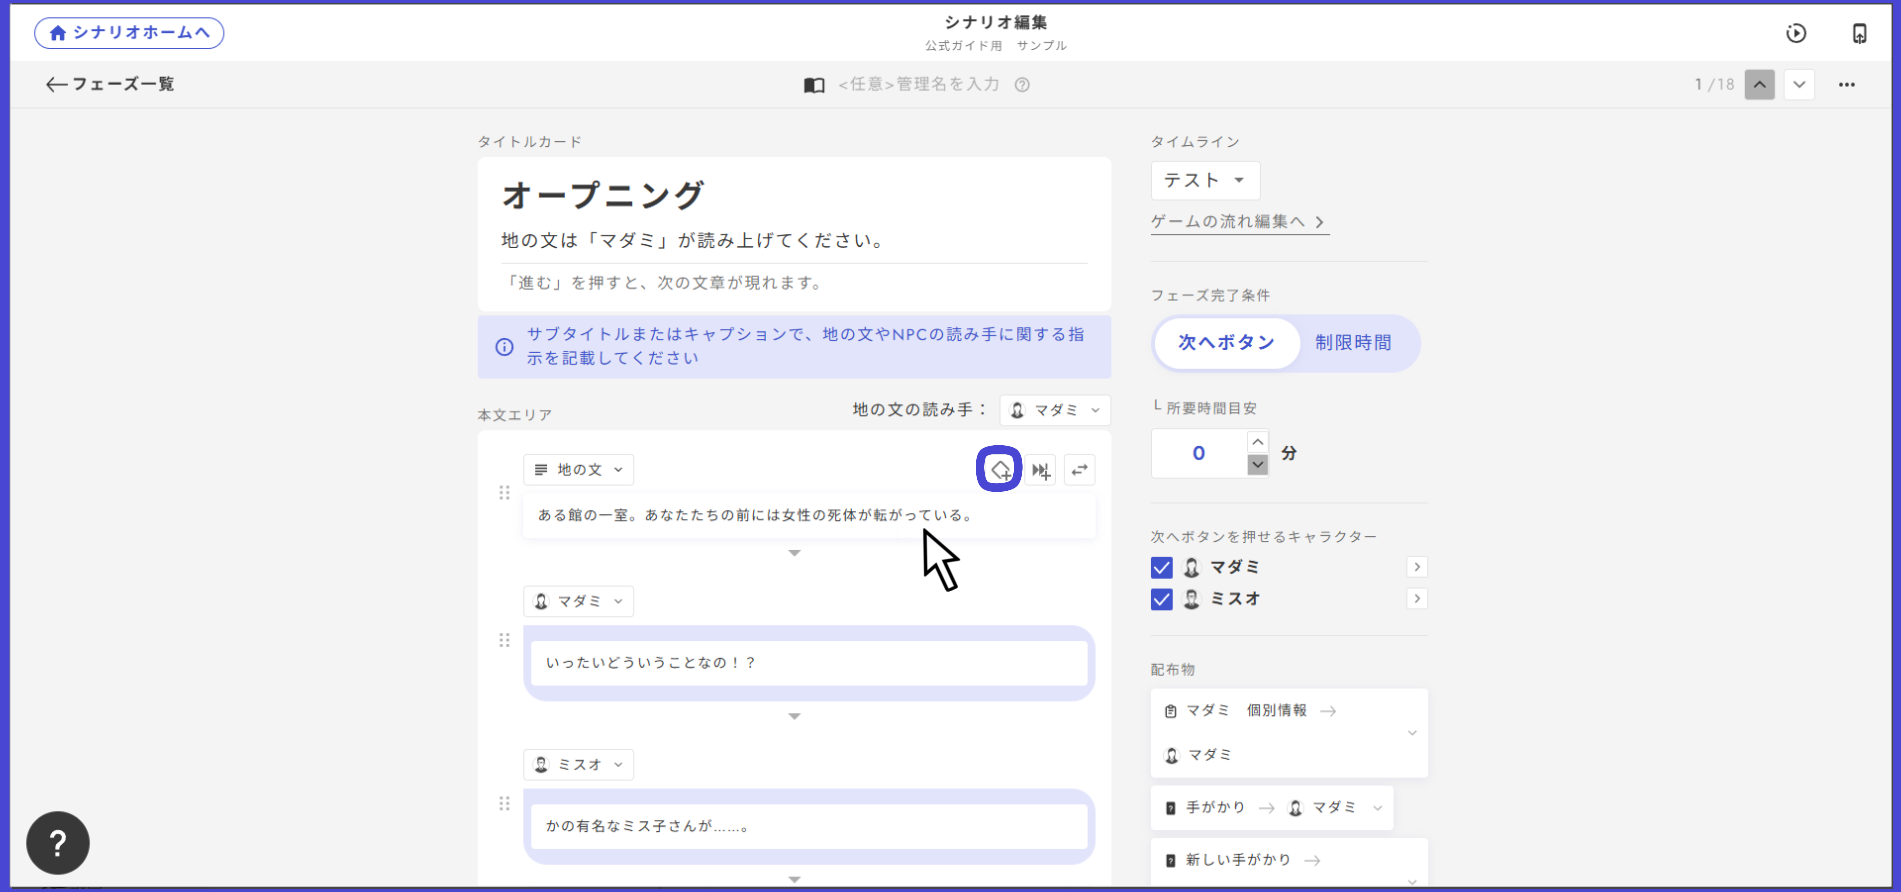 シナリオホームへ
シナリオ編集
公式ガイド用 サンプル
フェーズ一覧
<任意>管理名を入力
1 /18
タイトルカード
オープニング
地の文は「マダミ」が読み上げてください。
「進む」を押すと、次の文章が現れます。
サブタイトルまたはキャプションで、地の文やNPCの読み手に関する指
示を記載してください
本文エリア
地の文の読み手：
マダミ
地の文
ある館の一室。あなたたちの前には女性の死体が転がっている。
マダミ
いったいどういうことなの！？
ミスオ
かの有名なミス子さんが……。
タイムライン
テスト
ゲームの流れ編集へ
フェーズ完了条件
次へボタン
制限時間
└ 所要時間目安
0
分
次へボタンを押せるキャラクター
マダミ
ミスオ
配布物
マダミ 個別情報 →
マダミ
手がかり → マダミ
新しい手がかり →
?